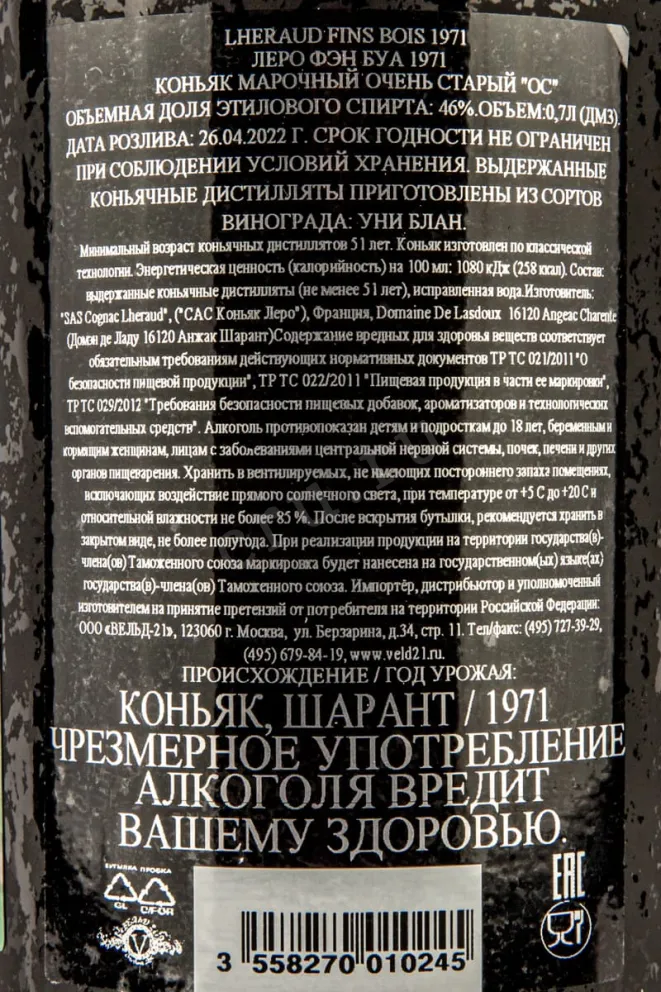 LHERAUD FINS BOIS 1971
ЛЕРО ФЭН БУА 1971
КОНЬЯК МАРОЧНЫЙ ОЧЕНЬ СТАРЫЙ "ОС"
ОБЪЕМНАЯ ДОЛЯ ЭТИЛОВОГО СПИРТА: 46%.ОБЪЕМ:0,7Л (ДМ3).
ДАТА РОЗЛИВА: 26.04.2022 Г. СРОК ГОДНОСТИ НЕ ОГРАНИЧЕН
ПРИ СОБЛЮДЕНИИ УСЛОВИЙ ХРАНЕНИЯ. ВЫДЕРЖАННЫЕ
КОНЬЯЧНЫЕ ДИСТИЛЛЯТЫ ПРИГОТОВЛЕНЫ ИЗ СОРТОВ
ВИНОГРАДА: УНИ БЛАН.
Минимальный возраст коньячных дистиллятов 51 лет. Коньяк изготовлен по классической
технологии. Энергетическая ценность (калорийность) на 100 мл: 1080 кДж (258 ккал). Состав:
выдержанные коньячные дистилляты (не менее 51 лет), исправленная вода.Изготовитель:
"SAS Cognac Lheraud", ("САС Коньяк Леро"), Франция, Domaine De Lasdoux 16120 Angeac Charente
(Домэн де Ладу 16120 Анжак Шарант)Содержание вредных для здоровья веществ соответствует
обязательным требованиям действующих нормативных документов ТР ТС 021/2011 "О
безопасности пищевой продукции", ТР ТС 022/2011 "Пищевая продукция в части ее маркировки",
ТР ТС 029/2012 "Требования безопасности пищевых добавок, ароматизаторов и технологических
вспомогательных средств". Алкоголь противопоказан детям и подросткам до 18 лет, беременным и
кормящим женщинам, лицам с заболеваниями центральной нервной системы, почек, печени и других
органов пищеварения. Хранить в вентилируемых, не имеющих постороннего запаха помещениях,
исключающих воздействие прямого солнечного света, при температуре от +5 С до +20 С и
относительной влажности не более 85 %. После вскрытия бутылки, рекомендуется хранить в
закрытом виде, не более полугода. При реализации продукции на территории государства(в)-
члена(ов) Таможенного союза маркировка будет нанесена на государственном(ых) языке(ах)
государства(в)-члена(ов) Таможенного союза. Импортёр, дистрибьютор и уполномоченный
изготовителем на принятие претензий от потребителя на территории Российской Федерации:
ООО «ВЕЛЬД-21», 123060 г. Москва, ул. Берзарина, д.34, стр. 11. Тел/факс: (495) 727-39-29,
(495) 679-84-19, www.veld21.ru.
ПРОИСХОЖДЕНИЕ / ГОД УРОЖАЯ:
КОНЬЯК, ШАРАНТ / 1971
ЧРЕЗМЕРНОЕ УПОТРЕБЛЕНИЕ
АЛКОГОЛЯ ВРЕДИТ
ВАШЕМУ ЗДОРОВЬЮ.
БУТЫЛКА ПРОБКА
GL C/FOR
EAC
V
3 558270 010245